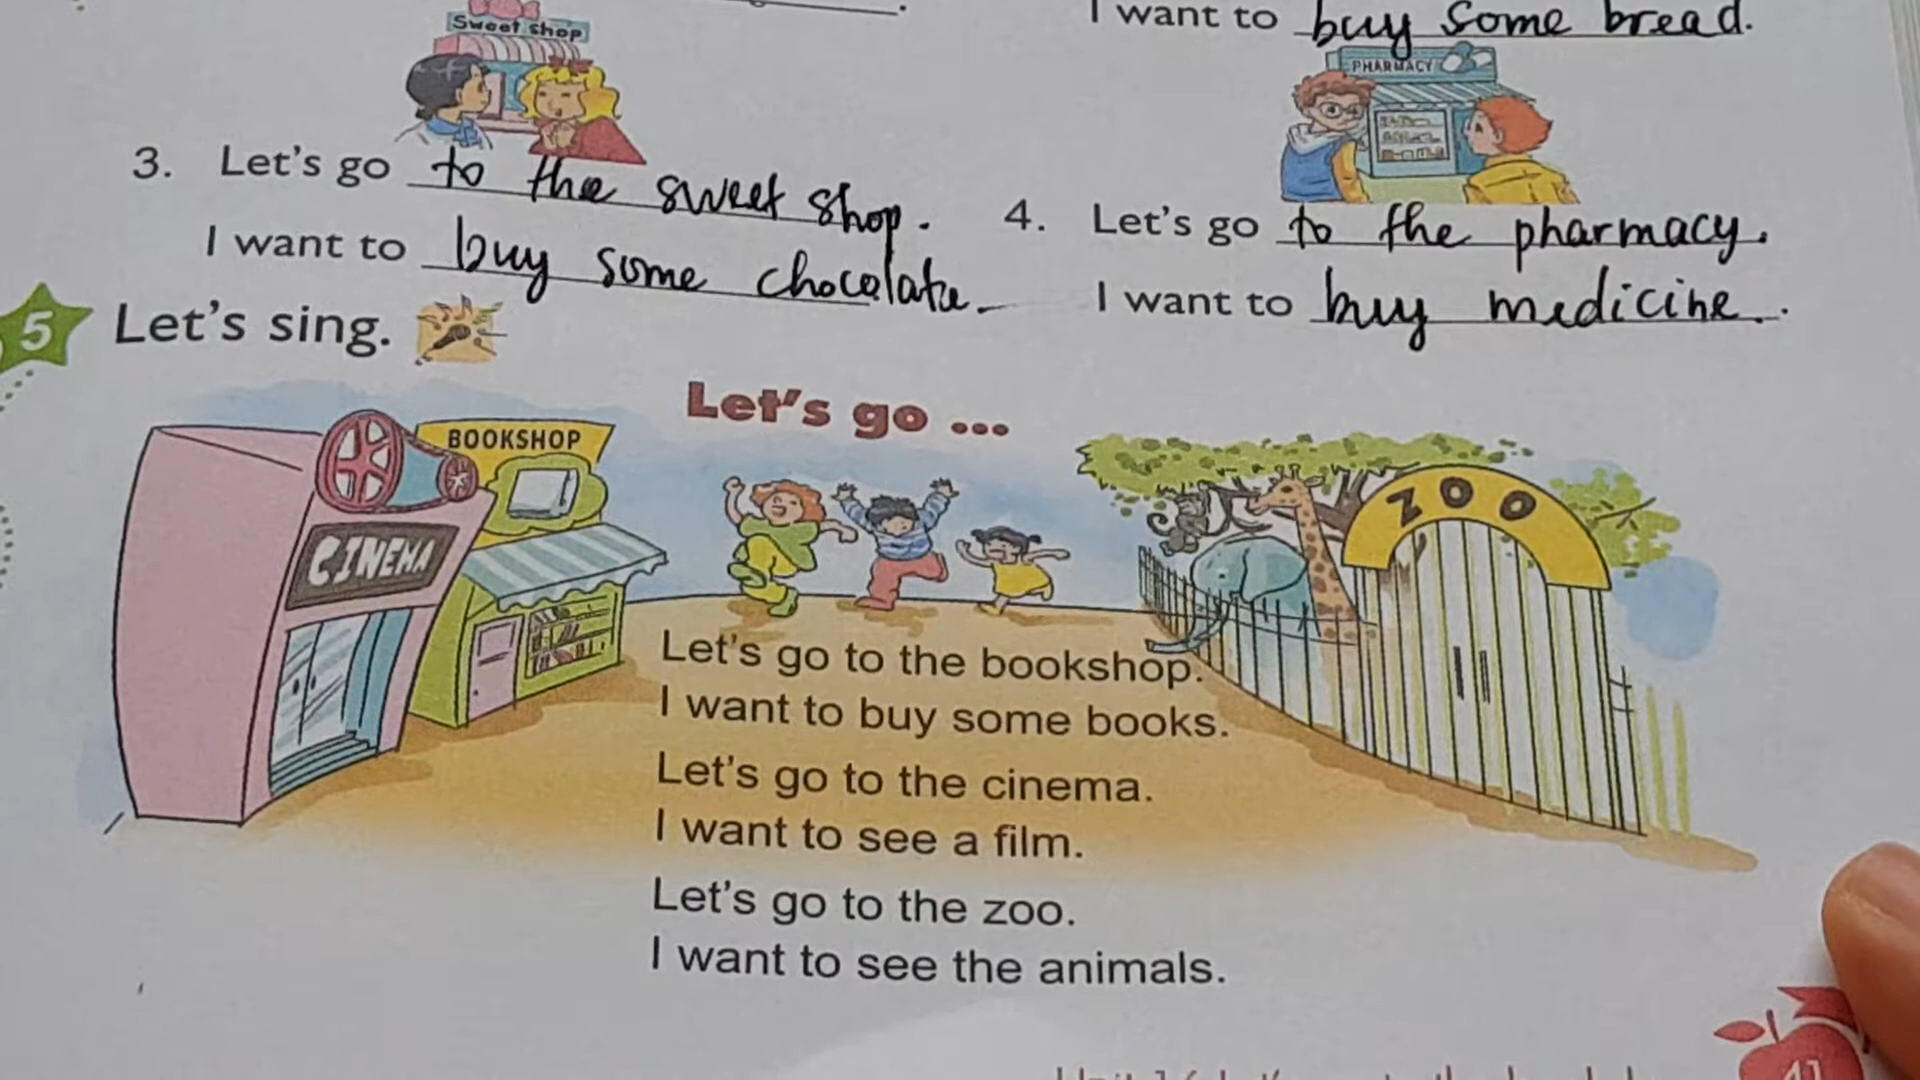 I want to buy some bread.
Sweet shop
PHARMACY
3. Let's go to the sweet shop.
I want to buy some chocolate.
4. Let's go to the pharmacy.
I want to buy medicine.
5 Let's sing.
Let's go ...
BOOKSHOP
CINEMA
ZOO
Let's go to the bookshop.
I want to buy some books.
Let's go to the cinema.
I want to see a film.
Let's go to the zoo.
I want to see the animals.
41